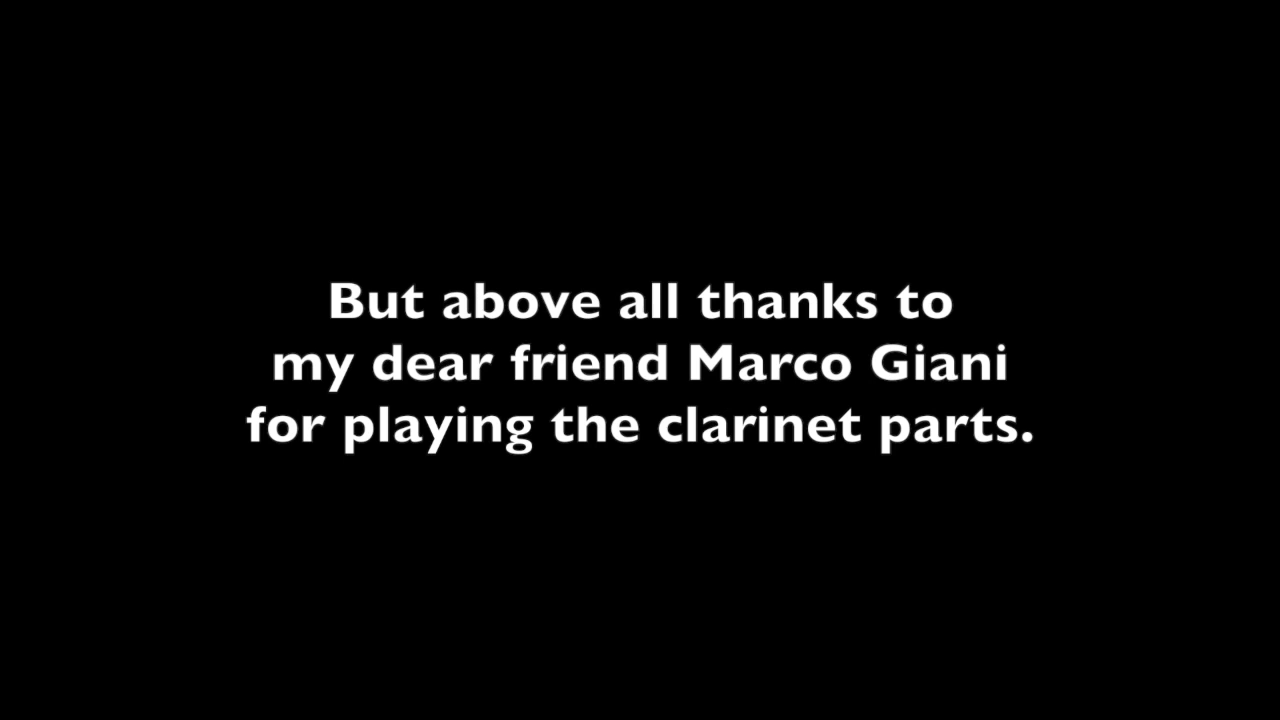 But above all thanks to
my dear friend Marco Giani
for playing the clarinet parts.